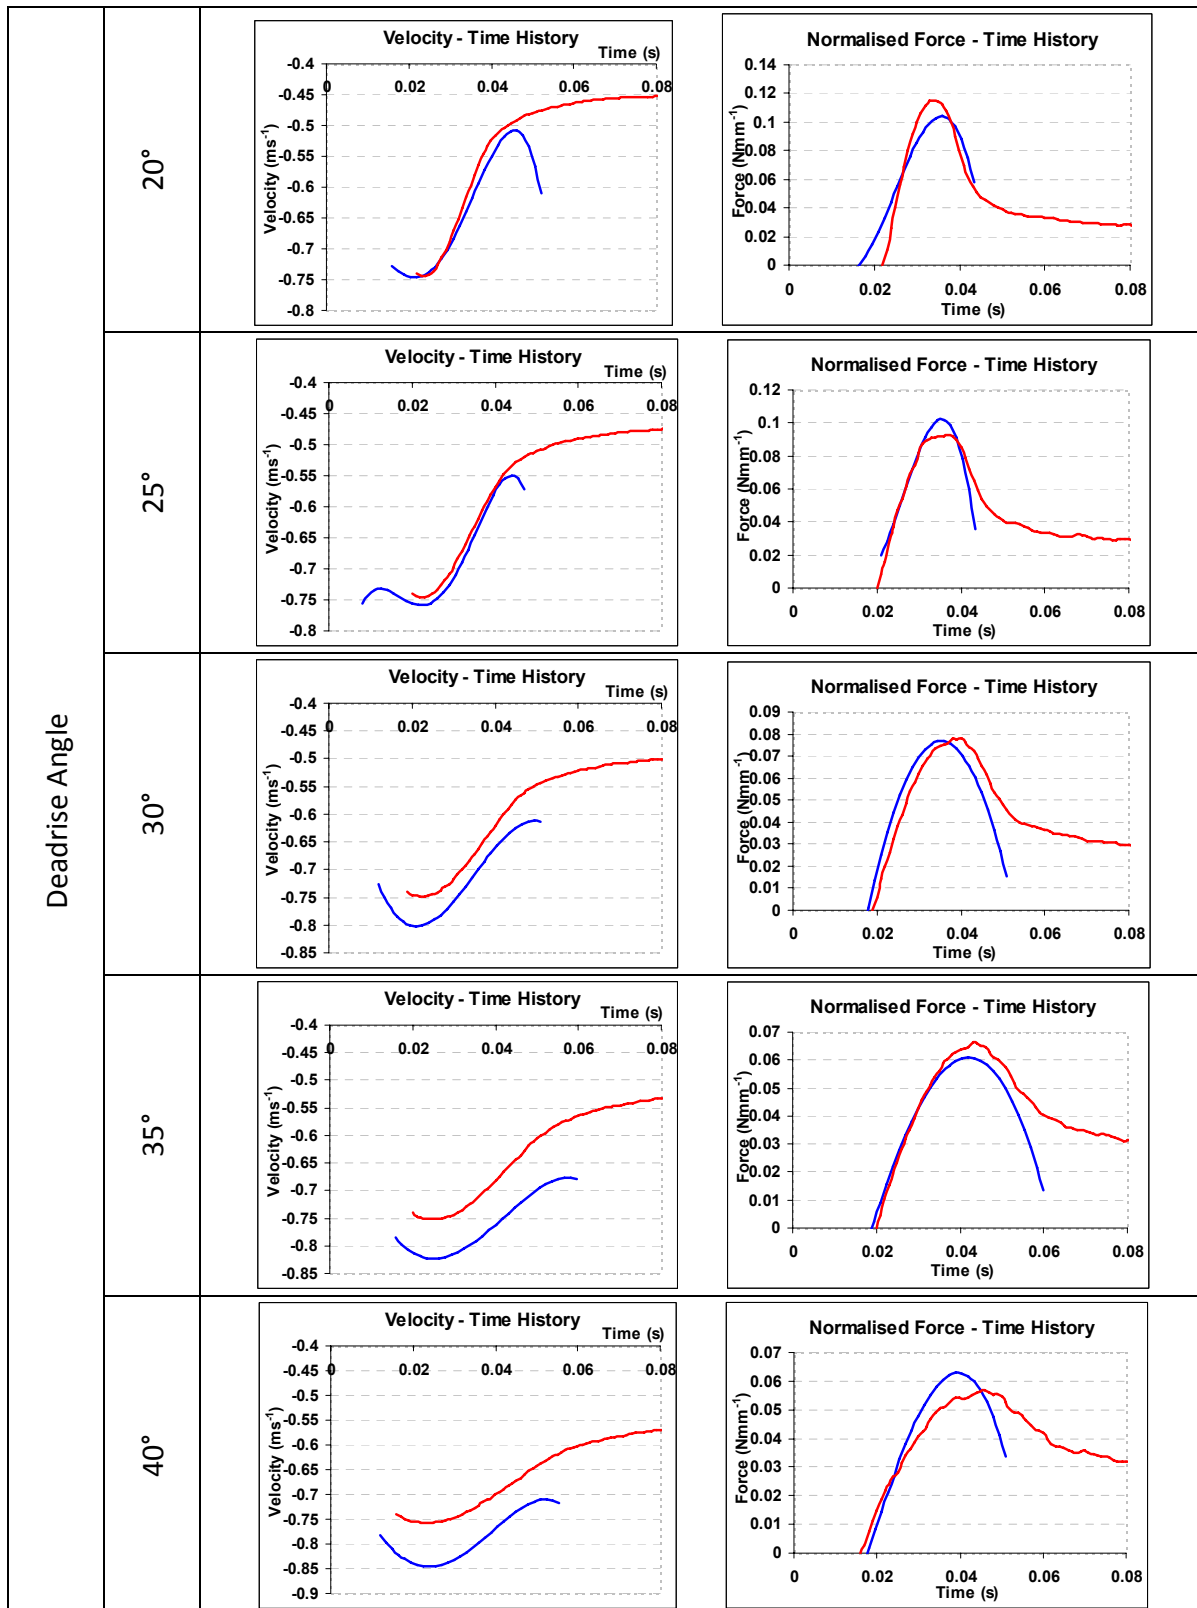 Deadrise Angle
20°
Velocity - Time History
Time (s)
-0.4
0 0.02 0.04 0.06 0.08
-0.45
-0.5
-0.55
-0.6
-0.65
-0.7
-0.75
-0.8
Velocity (ms-1)
Normalised Force - Time History
0.14
0.12
0.1
0.08
0.06
0.04
0.02
0
0 0.02 0.04 0.06 0.08
Time (s)
Force (Nmm-1)
25°
Velocity - Time History
Time (s)
-0.4
0 0.02 0.04 0.06 0.08
-0.45
-0.5
-0.55
-0.6
-0.65
-0.7
-0.75
-0.8
Velocity (ms-1)
Normalised Force - Time History
0.12
0.1
0.08
0.06
0.04
0.02
0
0 0.02 0.04 0.06 0.08
Time (s)
Force (Nmm-1)
30°
Velocity - Time History
Time (s)
-0.4
0 0.02 0.04 0.06 0.08
-0.45
-0.5
-0.55
-0.6
-0.65
-0.7
-0.75
-0.8
-0.85
Velocity (ms-1)
Normalised Force - Time History
0.09
0.08
0.07
0.06
0.05
0.04
0.03
0.02
0.01
0
0 0.02 0.04 0.06 0.08
Time (s)
Force (Nmm-1)
35°
Velocity - Time History
Time (s)
-0.4
0 0.02 0.04 0.06 0.08
-0.45
-0.5
-0.55
-0.6
-0.65
-0.7
-0.75
-0.8
-0.85
Velocity (ms-1)
Normalised Force - Time History
0.07
0.06
0.05
0.04
0.03
0.02
0.01
0
0 0.02 0.04 0.06 0.08
Time (s)
Force (Nmm-1)
40°
Velocity - Time History
Time (s)
-0.4
0 0.02 0.04 0.06 0.08
-0.45
-0.5
-0.55
-0.6
-0.65
-0.7
-0.75
-0.8
-0.85
-0.9
Velocity (ms-1)
Normalised Force - Time History
0.07
0.06
0.05
0.04
0.03
0.02
0.01
0
0 0.02 0.04 0.06 0.08
Time (s)
Force (Nmm-1)